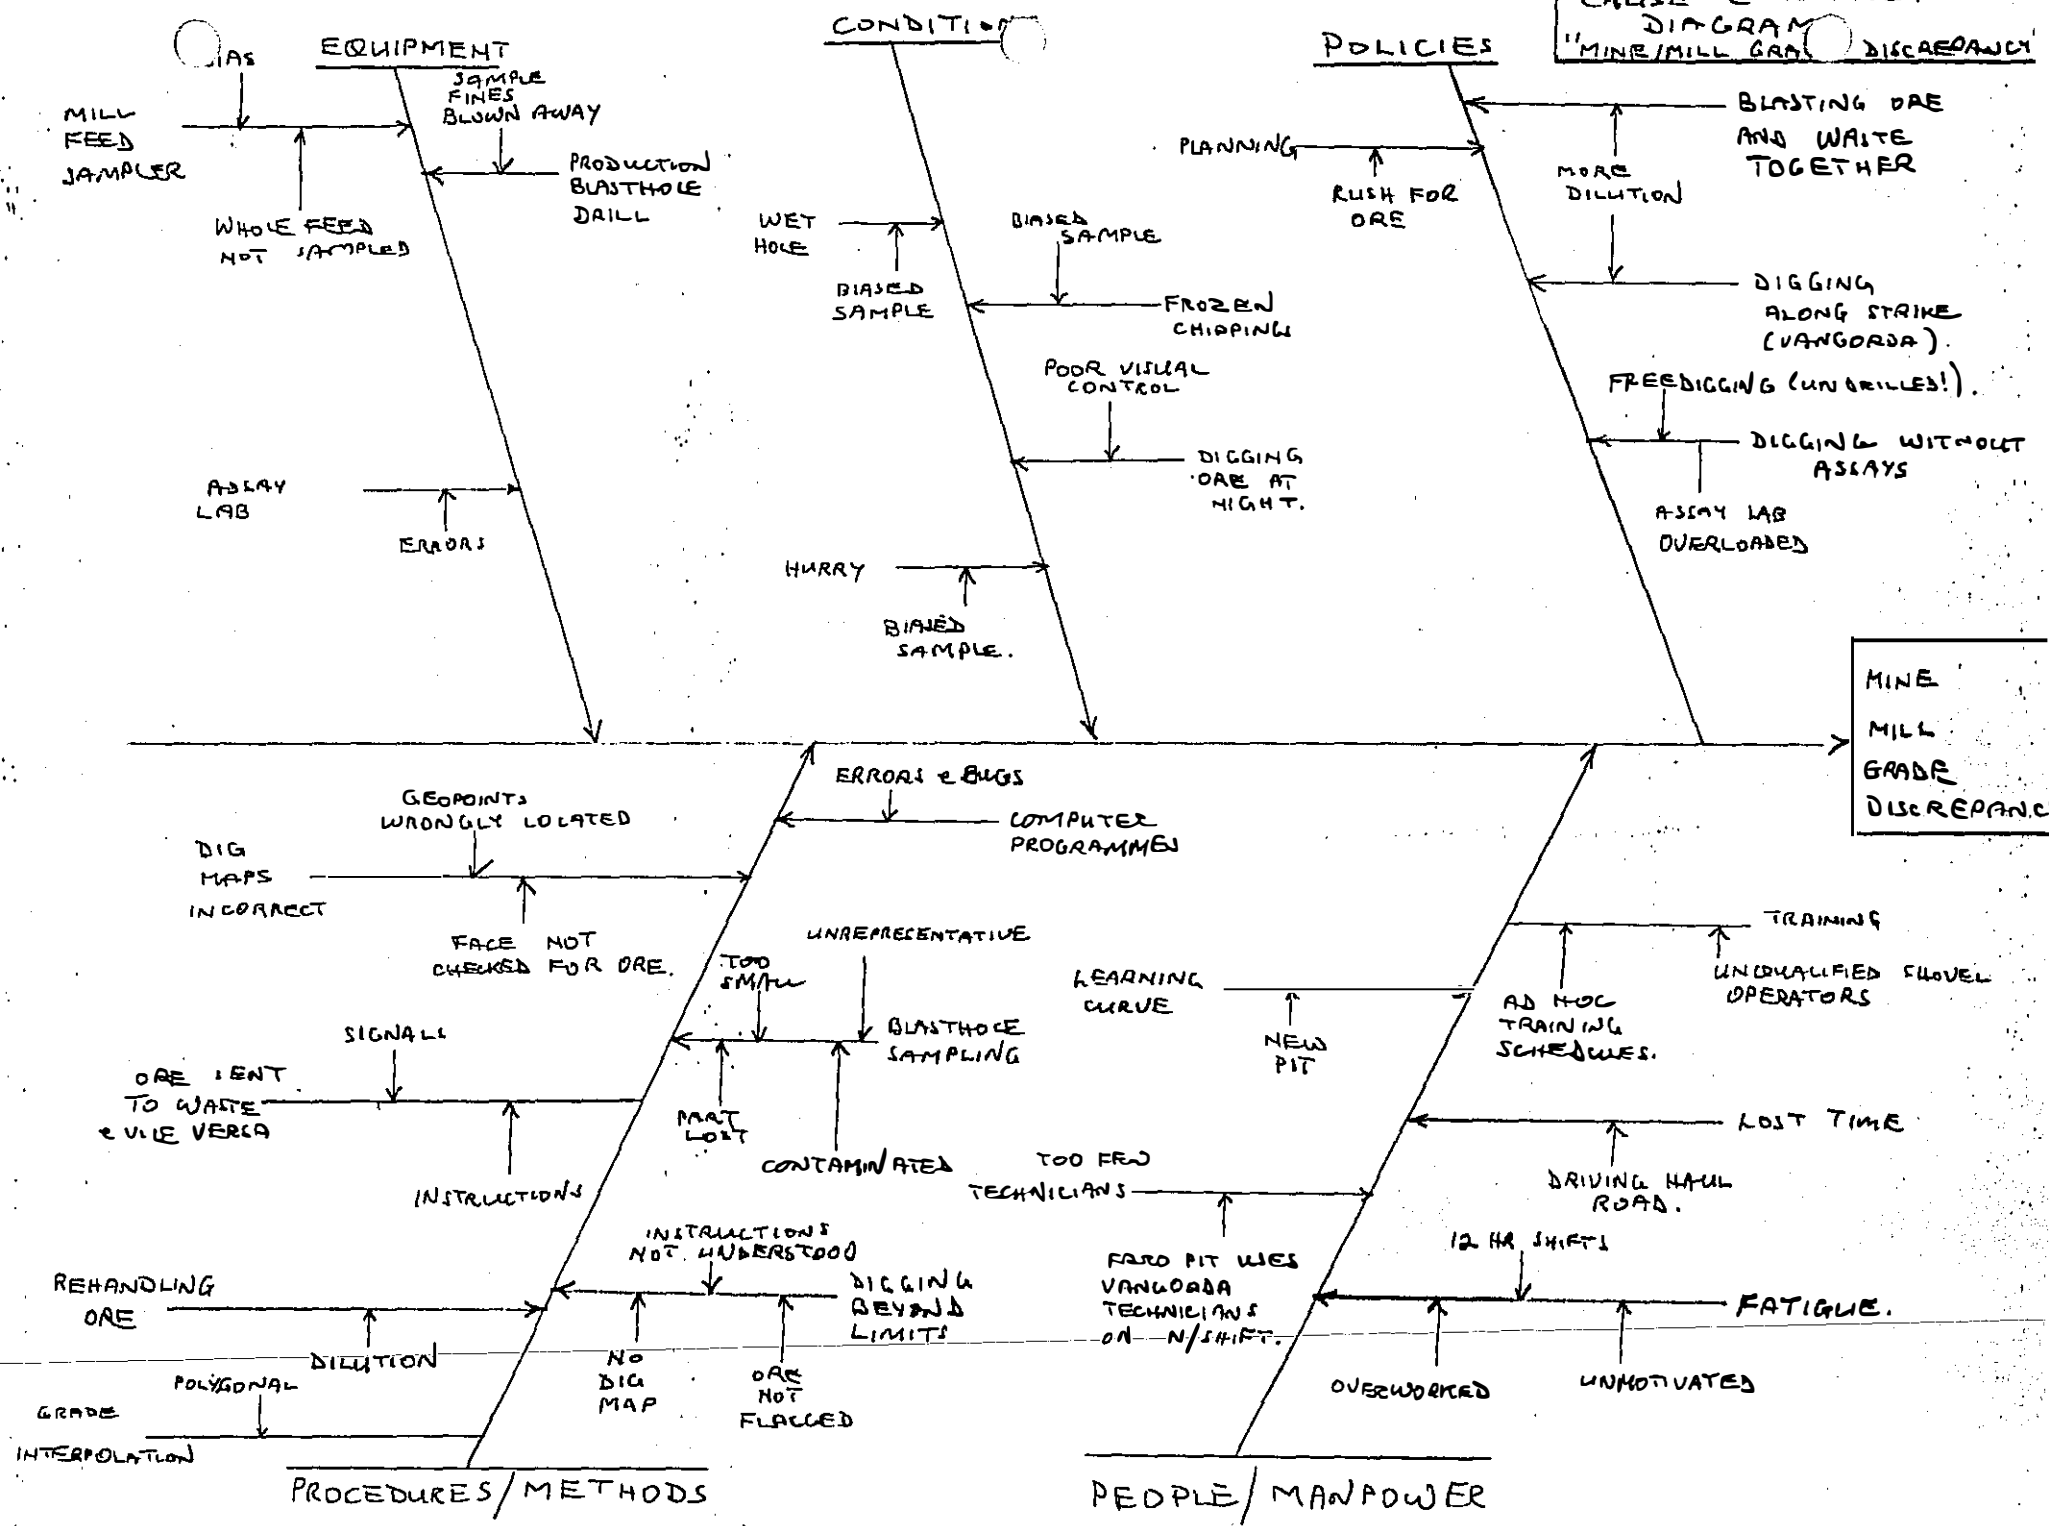 DIAGRAM
"MINE/MILL DISCREPANCY
EQUIPMENT
MILL
FEED
SAMPLER
WHOLE FEED
NOT SAMPLED
SAMPLE
FINES
BLOWN AWAY
PRODUCTION
BLASTHOLE
DRILL
ASSAY
LAB
ERRORS
WET
HOLE
BIASED
SAMPLE
BIASED
SAMPLE
FROZEN
CHIPPINGS
POOR VISUAL
CONTROL
DIGGING
ORE AT
NIGHT.
HURRY
BIASED
SAMPLE.
POLICIES
PLANNING
RUSH FOR
ORE
BLASTING ORE
AND WASTE
TOGETHER
MORE
DILUTION
DIGGING
ALONG STRIKE
(VANGORDA).
FREEDIGGING (UNDRILLED!).
DIGGING WITHOUT
ASSAYS
ASSAY LAB
OVERLOADED
MINE
MILL
GRADE
DISCREPANC
ERRORS & BUGS
COMPUTER
PROGRAMMES
GEOPOINTS
WRONGLY LOCATED
DIG
MAPS
INCORRECT
FACE NOT
CHECKED FOR ORE.
UNREPRESENTATIVE
TOO
SMALL
BLASTHOLE
SAMPLING
PART
LOST
CONTAMINATED
SIGNALS
ORE SENT
TO WASTE
& VICE VERSA
INSTRUCTIONS
INSTRUCTIONS
NOT UNDERSTOOD
DIGGING
BEYOND
LIMITS
NO
DIG
MAP
ORE
NOT
FLAGGED
REHANDLING
ORE
DILUTION
POLYGONAL
GRADE
INTERPOLATION
PROCEDURES/METHODS
TRAINING
UNQUALIFIED SHOVEL
OPERATORS
AD HOC
TRAINING
SCHEDULES.
LEARNING
CURVE
NEW
PIT
LOST TIME
DRIVING HAUL
ROAD.
TOO FEW
TECHNICIANS
FARO PIT USES
VANGORDA
TECHNICIANS
ON N/SHIFT.
12 HR SHIFTS
FATIGUE.
OVERWORKED
UNMOTIVATED
PEOPLE/MANPOWER